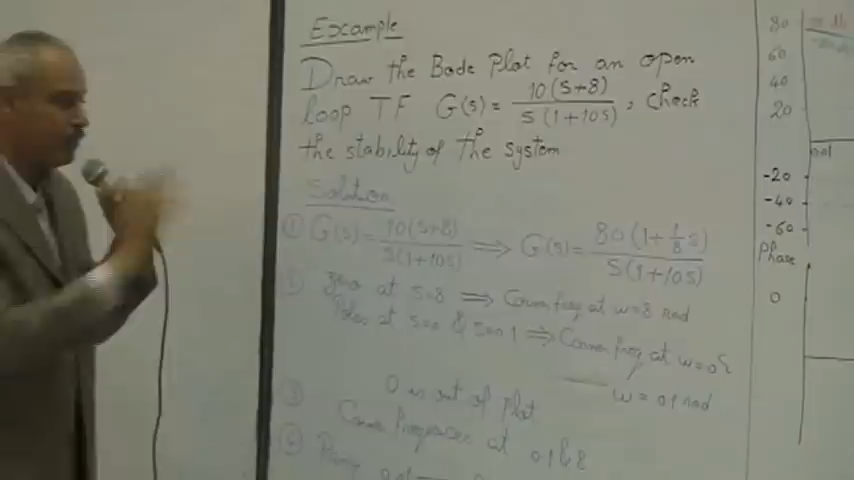 Example
Draw the Bode Plot for an open
loop TF G(s) = 10(s+8) / s(1+10s), check
the stability of the system
Solution
① G(s) = 10(s+8) / s(1+10s) ⟹ G(s) = 80(1+1/8 s) / s(1+10s)
zero at s=8 ⟹ Corner freq at w=8 rad
Poles at s=0 & s=0.1 ⟹ Corner freq at w=0
w = 0.1 rad
③ 0 is out of plot
Corner frequencies at 0.1 & 8
④
80
60
40
20
-20
-40
-60
Phase
0